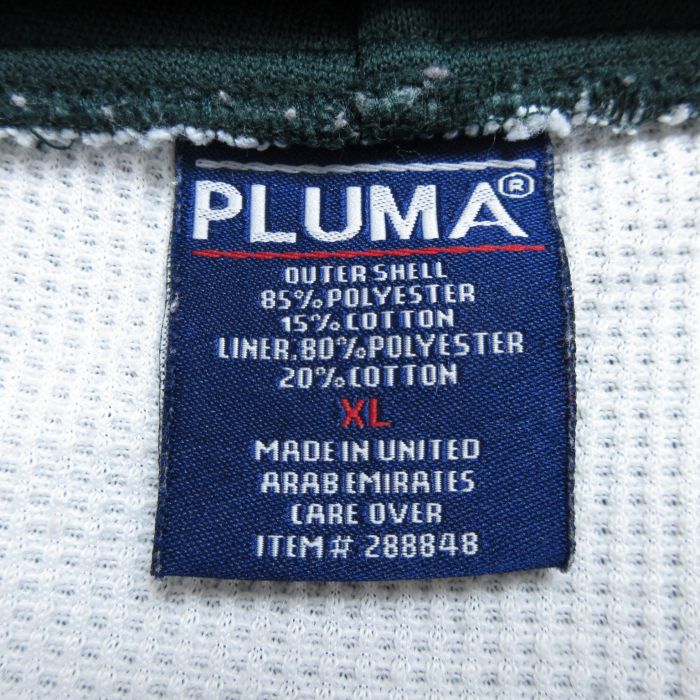 PLUMA®
OUTER SHELL
85% POLYESTER
15% COTTON
LINER.80% POLYESTER
20% COTTON
XL
MADE IN UNITED
ARAB EMIRATES
CARE OVER
ITEM# 288848